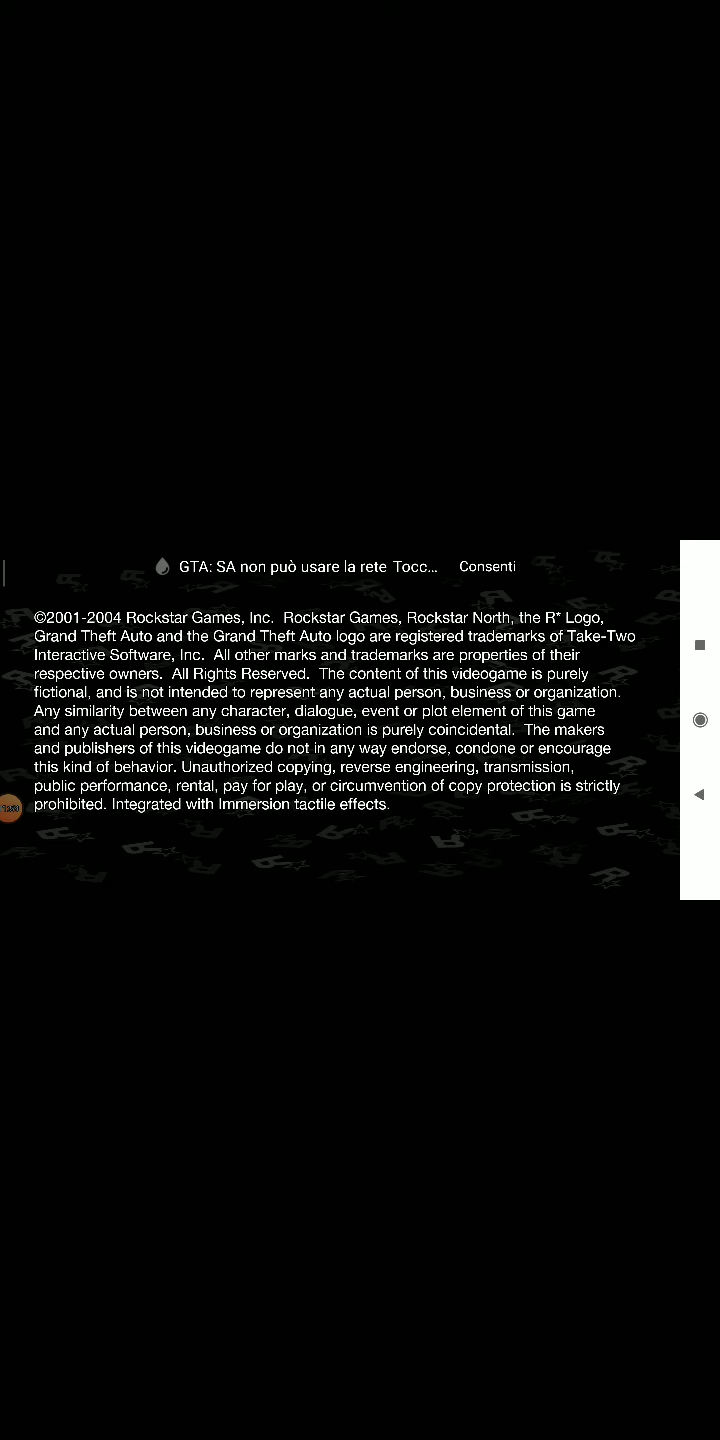 GTA: SA non può usare la rete Tocc... Consenti
©2001-2004 Rockstar Games, Inc. Rockstar Games, Rockstar North, the R* Logo,
Grand Theft Auto and the Grand Theft Auto logo are registered trademarks of Take-Two
Interactive Software, Inc. All other marks and trademarks are properties of their
respective owners. All Rights Reserved. The content of this videogame is purely
fictional, and is not intended to represent any actual person, business or organization.
Any similarity between any character, dialogue, event or plot element of this game
and any actual person, business or organization is purely coincidental. The makers
and publishers of this videogame do not in any way endorse, condone or encourage
this kind of behavior. Unauthorized copying, reverse engineering, transmission,
public performance, rental, pay for play, or circumvention of copy protection is strictly
prohibited. Integrated with Immersion tactile effects.